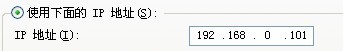 使用下面的 IP 地址(S):
IP 地址(I): 192 .168 . 0 .101